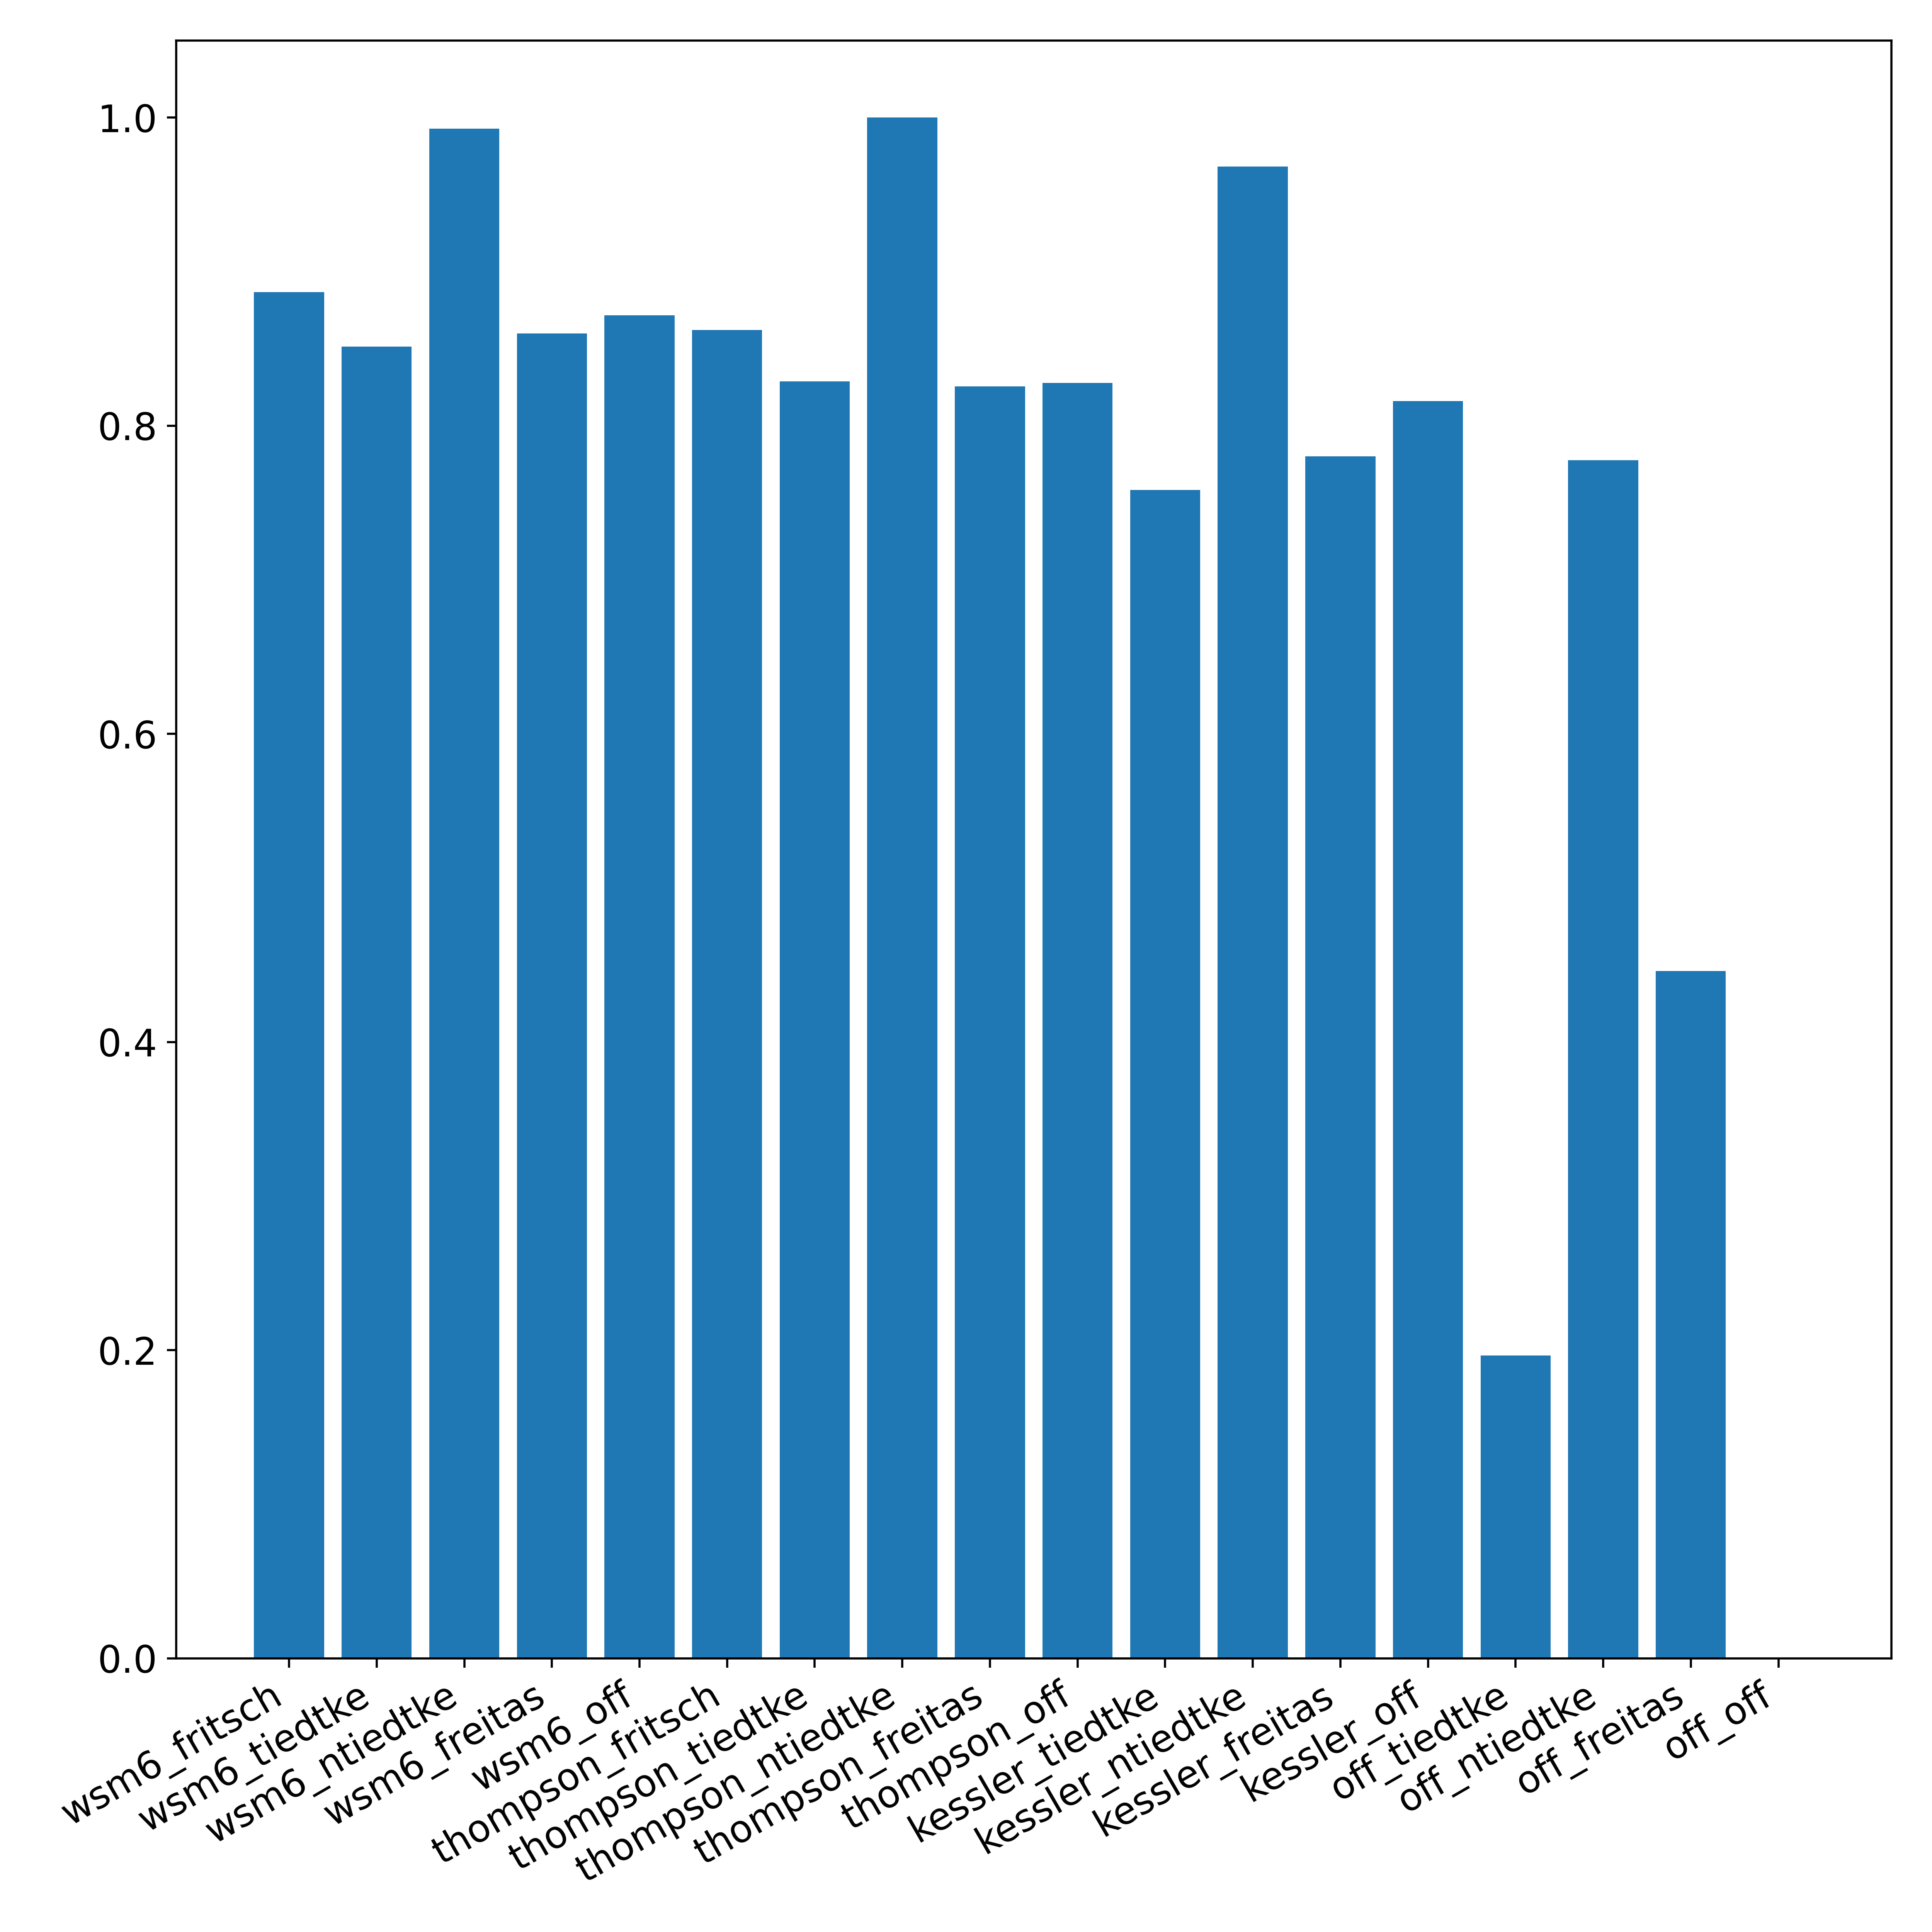 1.0
0.8
0.6
0.4
0.2
0.0
wsm6_fritsch
wsm6_tiedtke
wsm6_ntiedtke
wsm6_freitas
wsm6_off
thompson_fritsch
thompson_tiedtke
thompson_ntiedtke
thompson_freitas
thompson_off
kessler_tiedtke
kessler_ntiedtke
kessler_freitas
kessler_off
off_tiedtke
off_ntiedtke
off_freitas
off_off